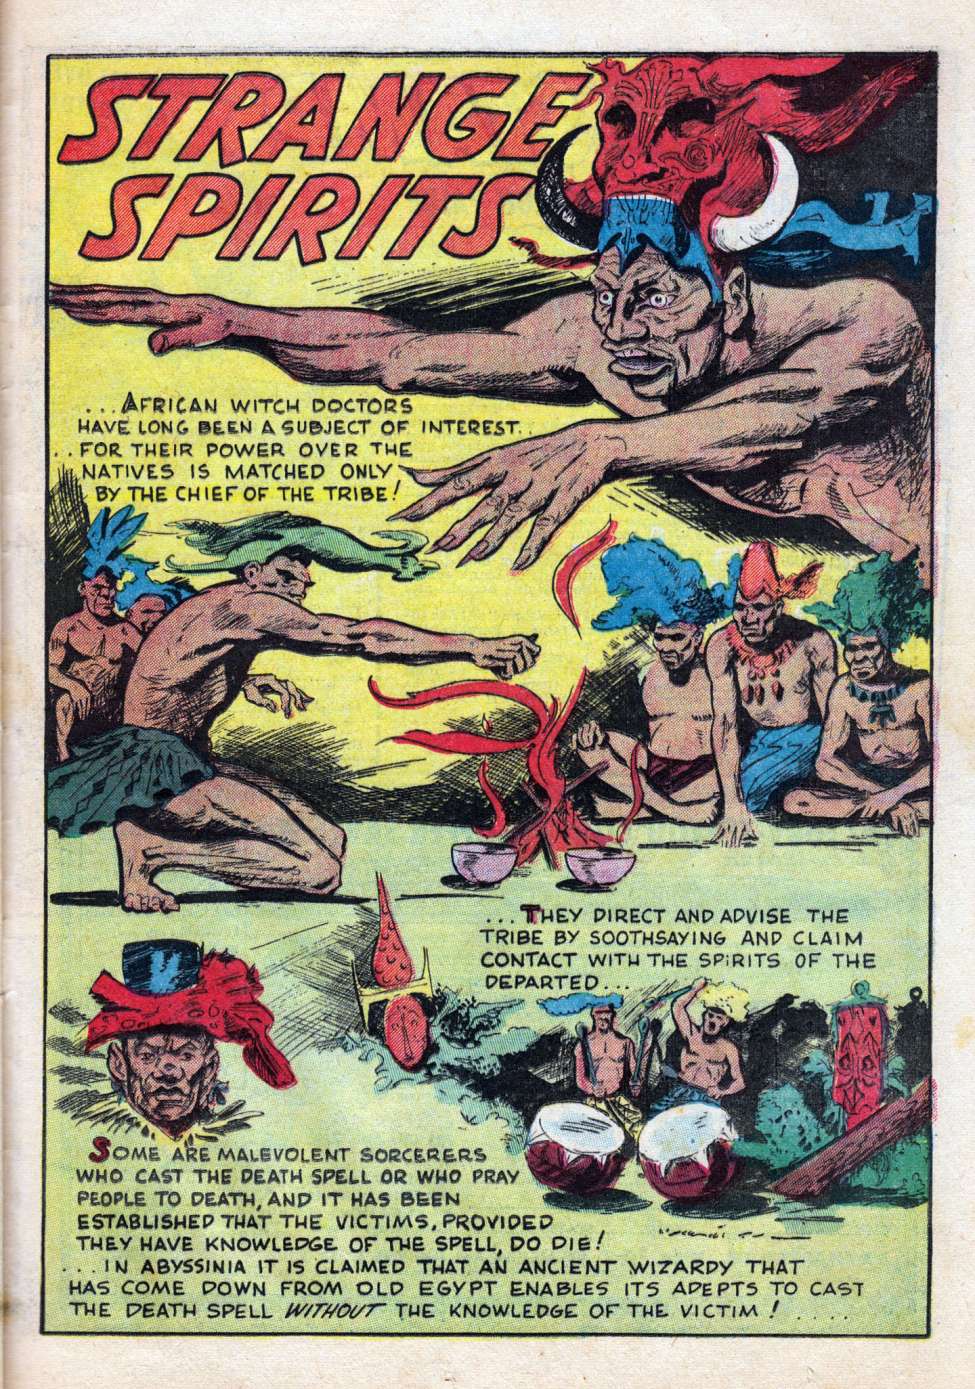 STRANGE
SPIRITS
...AFRICAN WITCH DOCTORS
HAVE LONG BEEN A SUBJECT OF INTEREST..
..FOR THEIR POWER OVER THE
NATIVES IS MATCHED ONLY
BY THE CHIEF OF THE TRIBE!
...THEY DIRECT AND ADVISE THE
TRIBE BY SOOTHSAYING AND CLAIM
CONTACT WITH THE SPIRITS OF THE
DEPARTED...
SOME ARE MALEVOLENT SORCERERS
WHO CAST THE DEATH SPELL OR WHO PRAY
PEOPLE TO DEATH, AND IT HAS BEEN
ESTABLISHED THAT THE VICTIMS, PROVIDED
THEY HAVE KNOWLEDGE OF THE SPELL, DO DIE!
...IN ABYSSINIA IT IS CLAIMED THAT AN ANCIENT WIZARDY THAT
HAS COME DOWN FROM OLD EGYPT ENABLES ITS ADEPTS TO CAST
THE DEATH SPELL WITHOUT THE KNOWLEDGE OF THE VICTIM!....